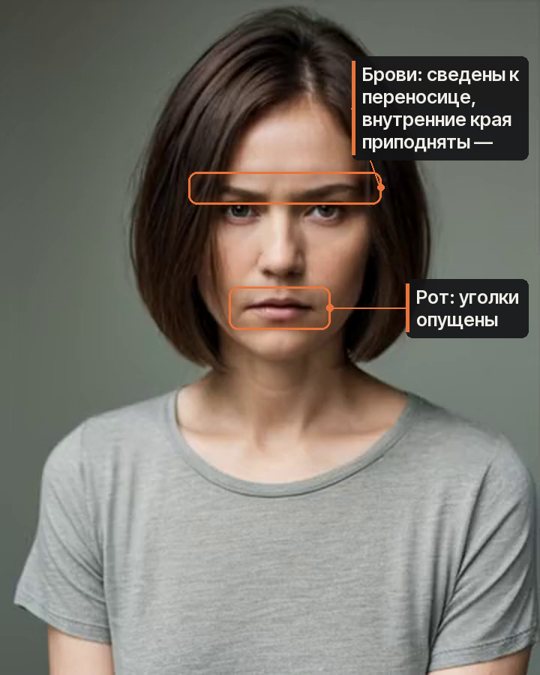 Брови: сведены к
переносице,
внутренние края
приподняты —
Рот: уголки
опущены